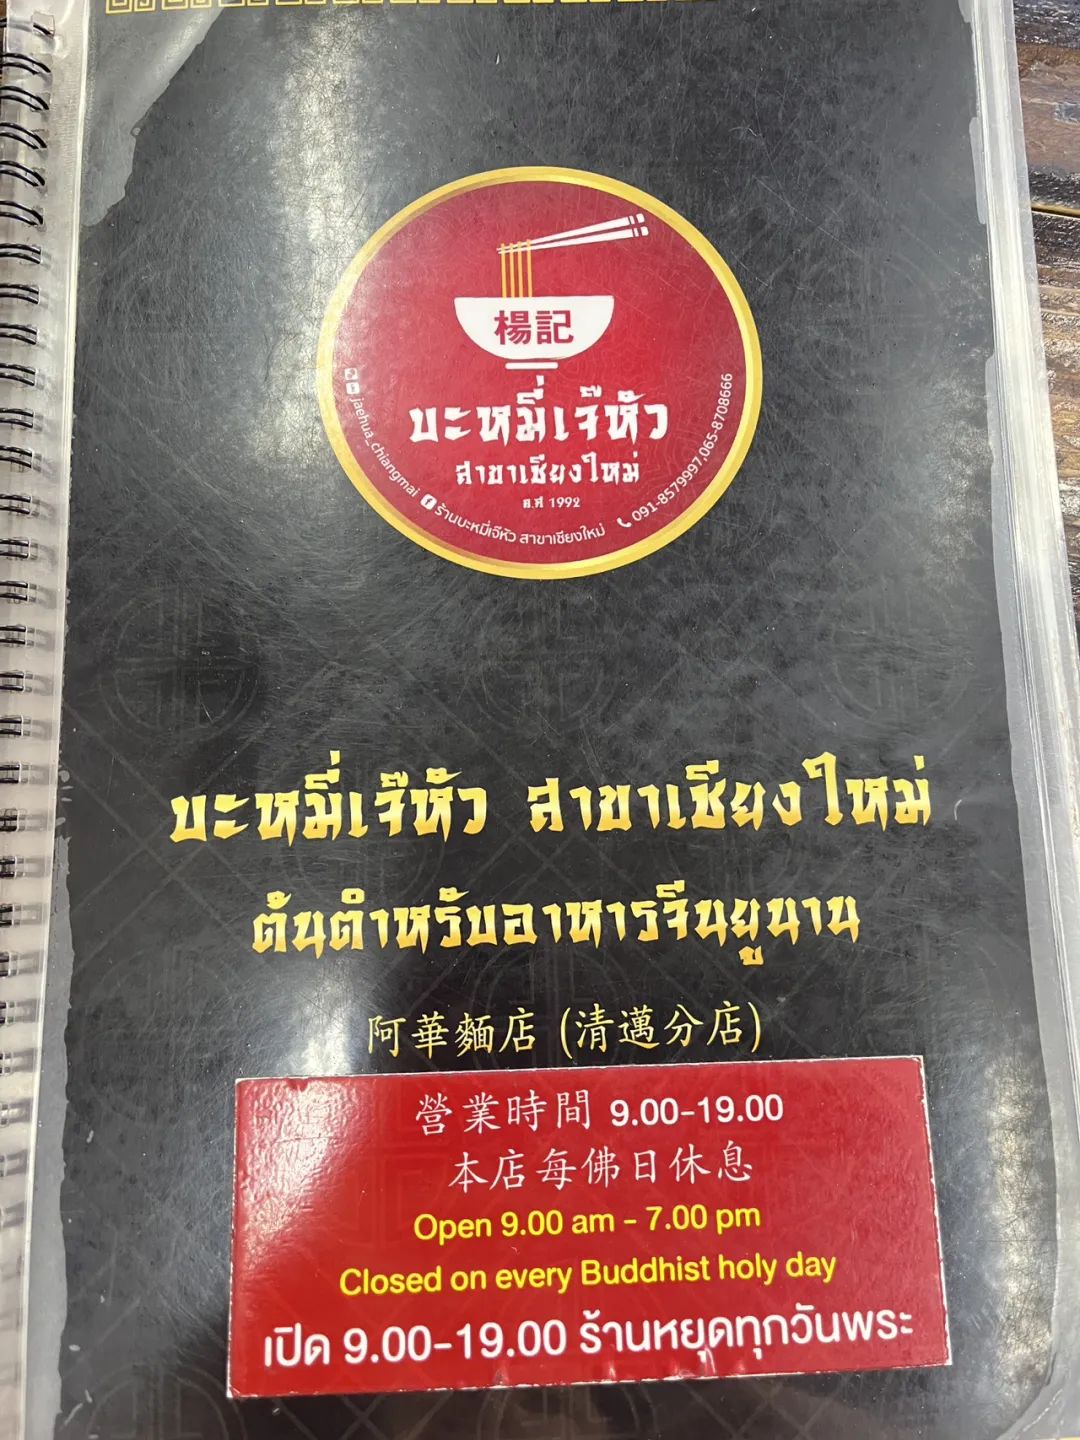 楊記
บะหมี่เจ๊หัว
สาขาเชียงใหม่
ค.ศ 1992
jaehua_chiangmai
ร้านบะหมี่เจ๊หัว สาขาเชียงใหม่
091-8579997,065-8708666
บะหมี่เจ๊หัว สาขาเชียงใหม่
ต้นตำหรับอาหารจีนยูนาน
阿華麵店 (清邁分店)
營業時間 9.00-19.00
本店每佛日休息
Open 9.00 am - 7.00 pm
Closed on every Buddhist holy day
เปิด 9.00-19.00 ร้านหยุดทุกวันพระ